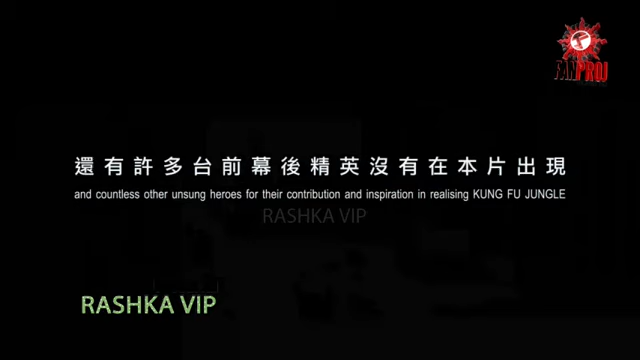 FANPROJ
還有許多台前幕後精英沒有在本片出現
and countless other unsung heroes for their contribution and inspiration in realising KUNG FU JUNGLE
RASHKA VIP
RASHKA VIP